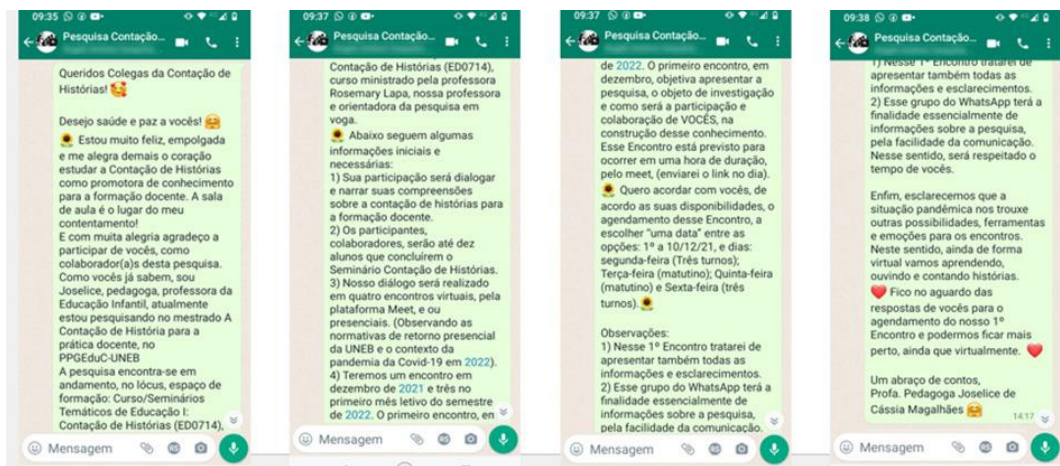 09:35
Pesquisa Contação...
Queridos Colegas da Contação de
Histórias!
Desejo saúde e paz a vocês!
Estou muito feliz, empolgada
e me alegra demais o coração
estudar a Contação de Histórias
como promotora de conhecimento
para a formação docente. A sala
de aula é o lugar do meu
contentamento!
E com muita alegria agradeço a
participar de vocês, como
colaborador(a)s desta pesquisa.
Como vocês já sabem, sou
Joselice, pedagoga, professora da
Educação Infantil, atualmente
estou pesquisando no mestrado A
Contação de História para a
prática docente, no
PPGEduC-UNEB
A pesquisa encontra-se em
andamento, no lócus, espaço de
formação: Curso/Seminários
Temáticos de Educação I:
Contação de Histórias (ED0714),
Mensagem
09:37
Pesquisa Contação...
Contação de Histórias (ED0714),
curso ministrado pela professora
Rosemary Lapa, nossa professora
e orientadora da pesquisa em
voga.
Abaixo seguem algumas
informações iniciais e
necessárias:
1) Sua participação será dialogar
e narrar suas compreensões
sobre a contação de histórias para
a formação docente.
2) Os participantes,
colaboradores, serão até dez
alunos que concluírem o
Seminário Contação de Histórias.
3) Nosso diálogo será realizado
em quatro encontros virtuais, pela
plataforma Meet, e ou
presenciais. (Observando as
normativas de retorno presencial
da UNEB e o contexto da
pandemia da Covid-19 em 2022).
4) Teremos um encontro em
dezembro de 2021 e três no
primeiro mês letivo do semestre
de 2022. O primeiro encontro, em
Mensagem
09:37
Pesquisa Contação...
de 2022. O primeiro encontro, em
dezembro, objetiva apresentar a
pesquisa, o objeto de investigação
e como será a participação e
colaboração de VOCÊS, na
construção desse conhecimento.
Esse Encontro está previsto para
ocorrer em uma hora de duração,
pelo meet, (enviarei o link no dia).
Quero acordar com vocês, de
acordo as suas disponibilidades, o
agendamento desse Encontro, a
escolher "uma data" entre as
opções: 1º a 10/12/21, e dias:
segunda-feira (Três turnos);
Terça-feira (matutino); Quinta-feira
(matutino) e Sexta-feira (três
turnos).
Observações:
1) Nesse 1º Encontro tratarei de
apresentar também todas as
informações e esclarecimentos.
2) Esse grupo do WhatsApp terá a
finalidade essencialmente de
informações sobre a pesquisa,
pela facilidade da comunicação.
Mensagem
09:38
Pesquisa Contação...
1) Nesse 1º Encontro tratarei de
apresentar também todas as
informações e esclarecimentos.
2) Esse grupo do WhatsApp terá a
finalidade essencialmente de
informações sobre a pesquisa,
pela facilidade da comunicação.
Nesse sentido, será respeitado o
tempo de vocês.
Enfim, esclarecemos que a
situação pandêmica nos trouxe
outras possibilidades, ferramentas
e emoções para os encontros.
Neste sentido, ainda de forma
virtual vamos aprendendo,
ouvindo e contando histórias.
Fico no aguardo das
respostas de vocês para o
agendamento do nosso 1º
Encontro e podermos ficar mais
perto, ainda que virtualmente.
Um abraço de contos,
Profa. Pedagoga Joselice de
Cássia Magalhães
14:17
Mensagem